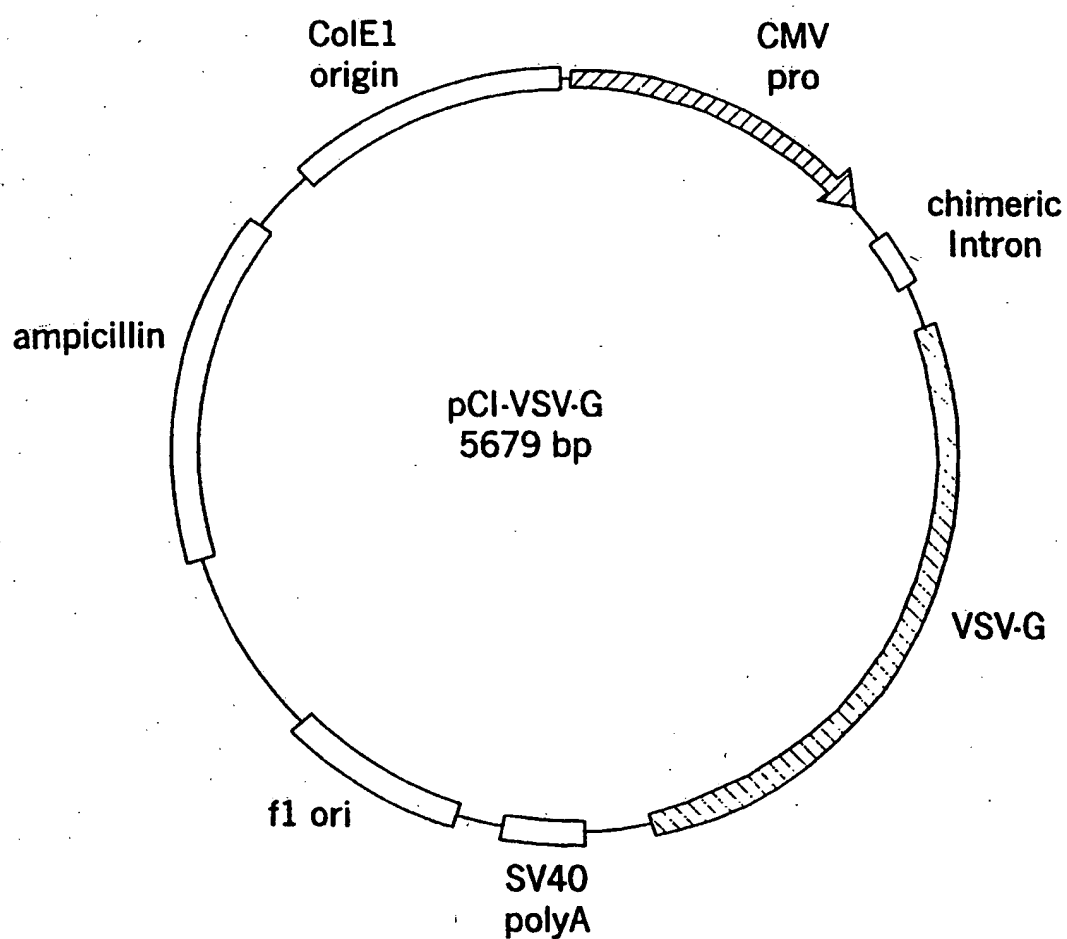 ColE1
origin
CMV
pro
chimeric
Intron
ampicillin
pCI-VSV-G
5679 bp
VSV-G
f1 ori
SV40
polyA